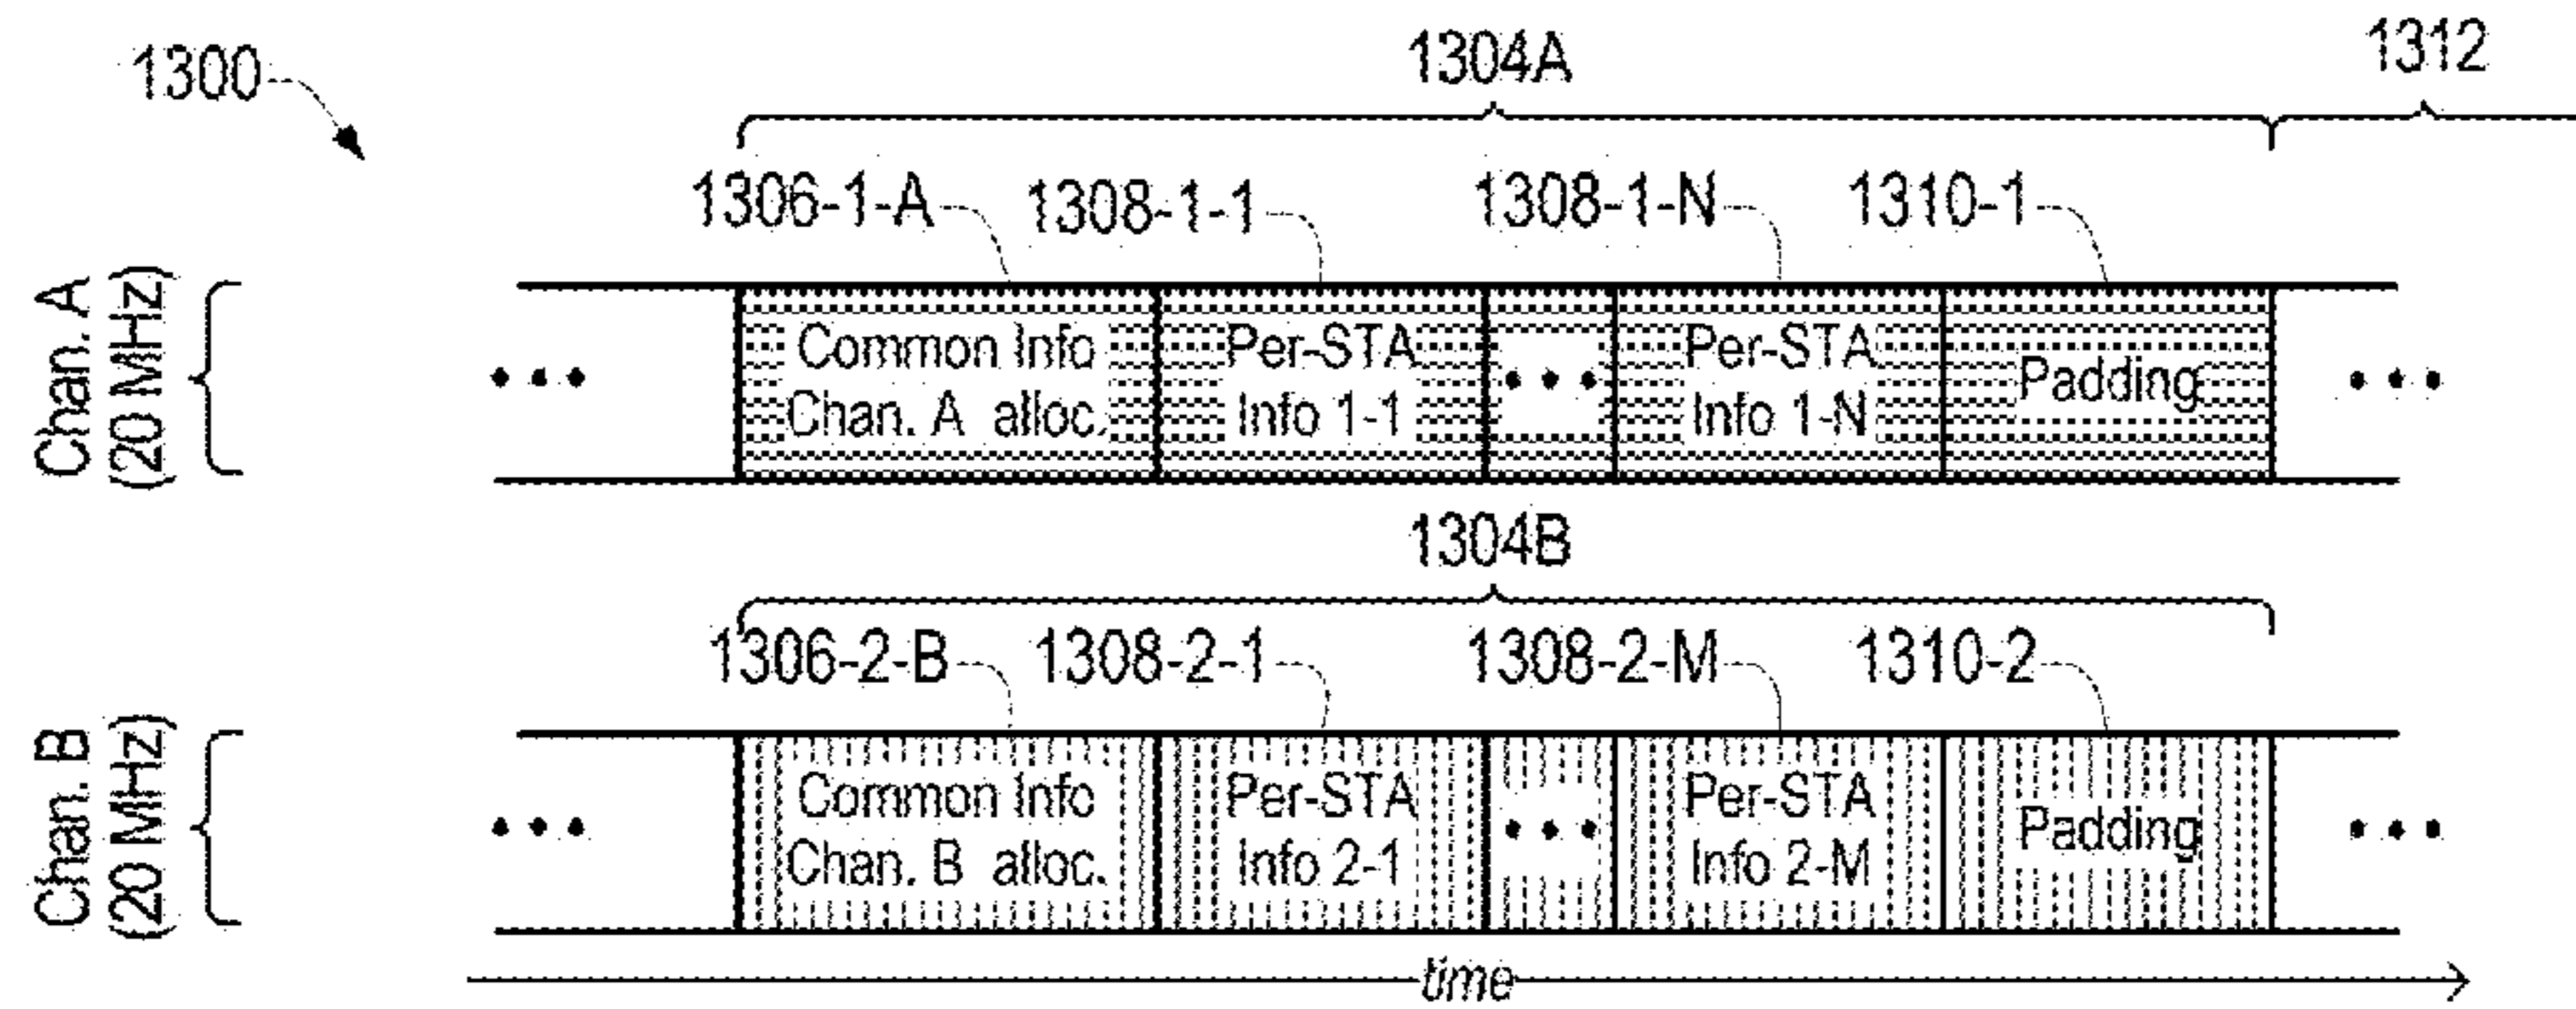 1300
1304A
1312
1306-1-A
1308-1-1
1308-1-N
1310-1
Chan. A
(20 MHz)
• • •
Common Info
Chan. A alloc.
Per-STA
Info 1-1
• • •
Per-STA
Info 1-N
Padding
• • •
1304B
1306-2-B
1308-2-1
1308-2-M
1310-2
Chan. B
(20 MHz)
• • •
Common Info
Chan. B alloc.
Per-STA
Info 2-1
• • •
Per-STA
Info 2-M
Padding
• • •
time